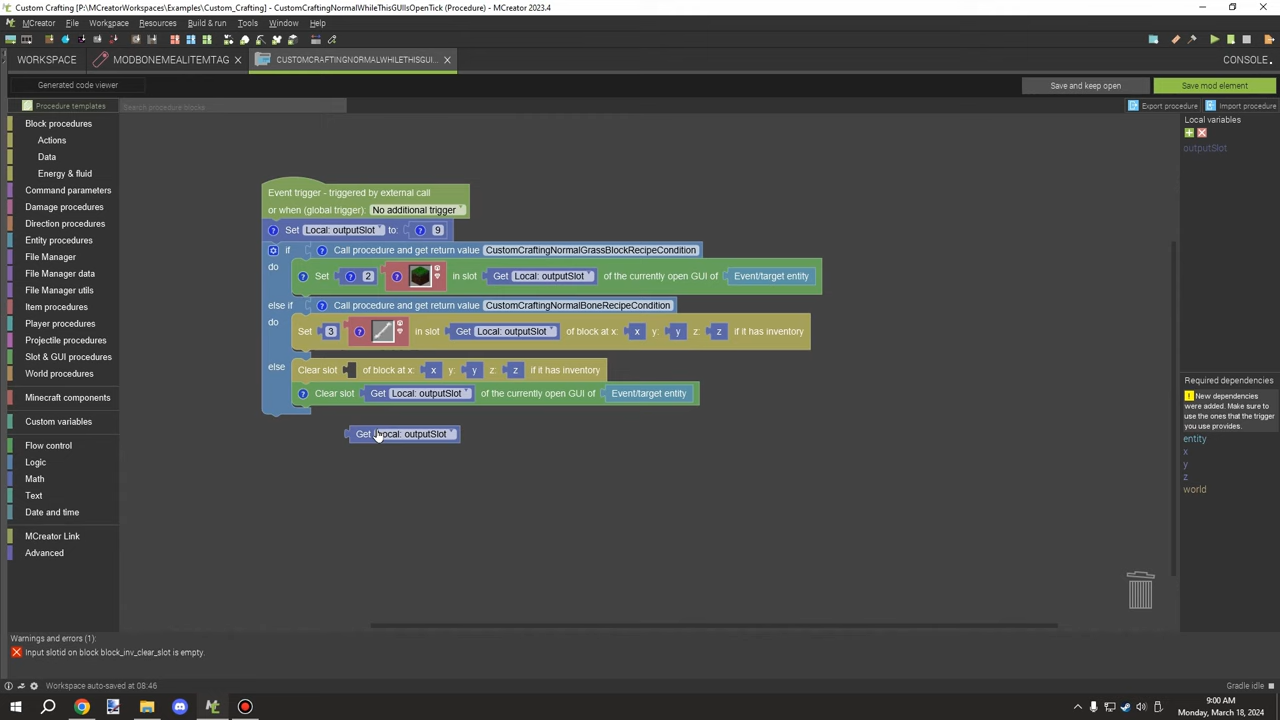 Custom Crafting [P:\MCreatorWorkspaces\Examples\Custom_Crafting] - CustomCraftingNormalWhileThisGUIIsOpenTick (Procedure) - MCreator 2023.4
MCreator File Workspace Resources Build & run Tools Window Help
WORKSPACE MODBONEMEALITEMTAG CUSTOMCRAFTINGNORMALWHILETHISGUI... CONSOLE
Generated code viewer Save and keep open Save mod element
Procedure templates Search procedure blocks Export procedure Import procedure
Block procedures
Actions
Data
Energy & fluid
Command parameters
Damage procedures
Direction procedures
Entity procedures
File Manager
File Manager data
File Manager utils
Item procedures
Player procedures
Projectile procedures
Slot & GUI procedures
World procedures
Minecraft components
Custom variables
Flow control
Logic
Math
Text
Date and time
MCreator Link
Advanced
Event trigger - triggered by external call
or when (global trigger): No additional trigger
Set Local: outputSlot to: 9
if Call procedure and get return value CustomCraftingNormalGrassBlockRecipeCondition
do Set 2 in slot Get Local: outputSlot of the currently open GUI of Event/target entity
else if Call procedure and get return value CustomCraftingNormalBoneRecipeCondition
do Set 3 in slot Get Local: outputSlot of block at x: x y: y z: z if it has inventory
else Clear slot of block at x: x y: y z: z if it has inventory
Clear slot Get Local: outputSlot of the currently open GUI of Event/target entity
Get Local: outputSlot
Local variables
outputSlot
Required dependencies
New dependencies
were added. Make sure
to use the ones that the trigger
you use provides.
entity
x
y
z
world
Warnings and errors (1):
Input slotid on block block_inv_clear_slot is empty.
Workspace auto-saved at 08:46 Gradle idle
9:00 AM
Monday, March 18, 2024